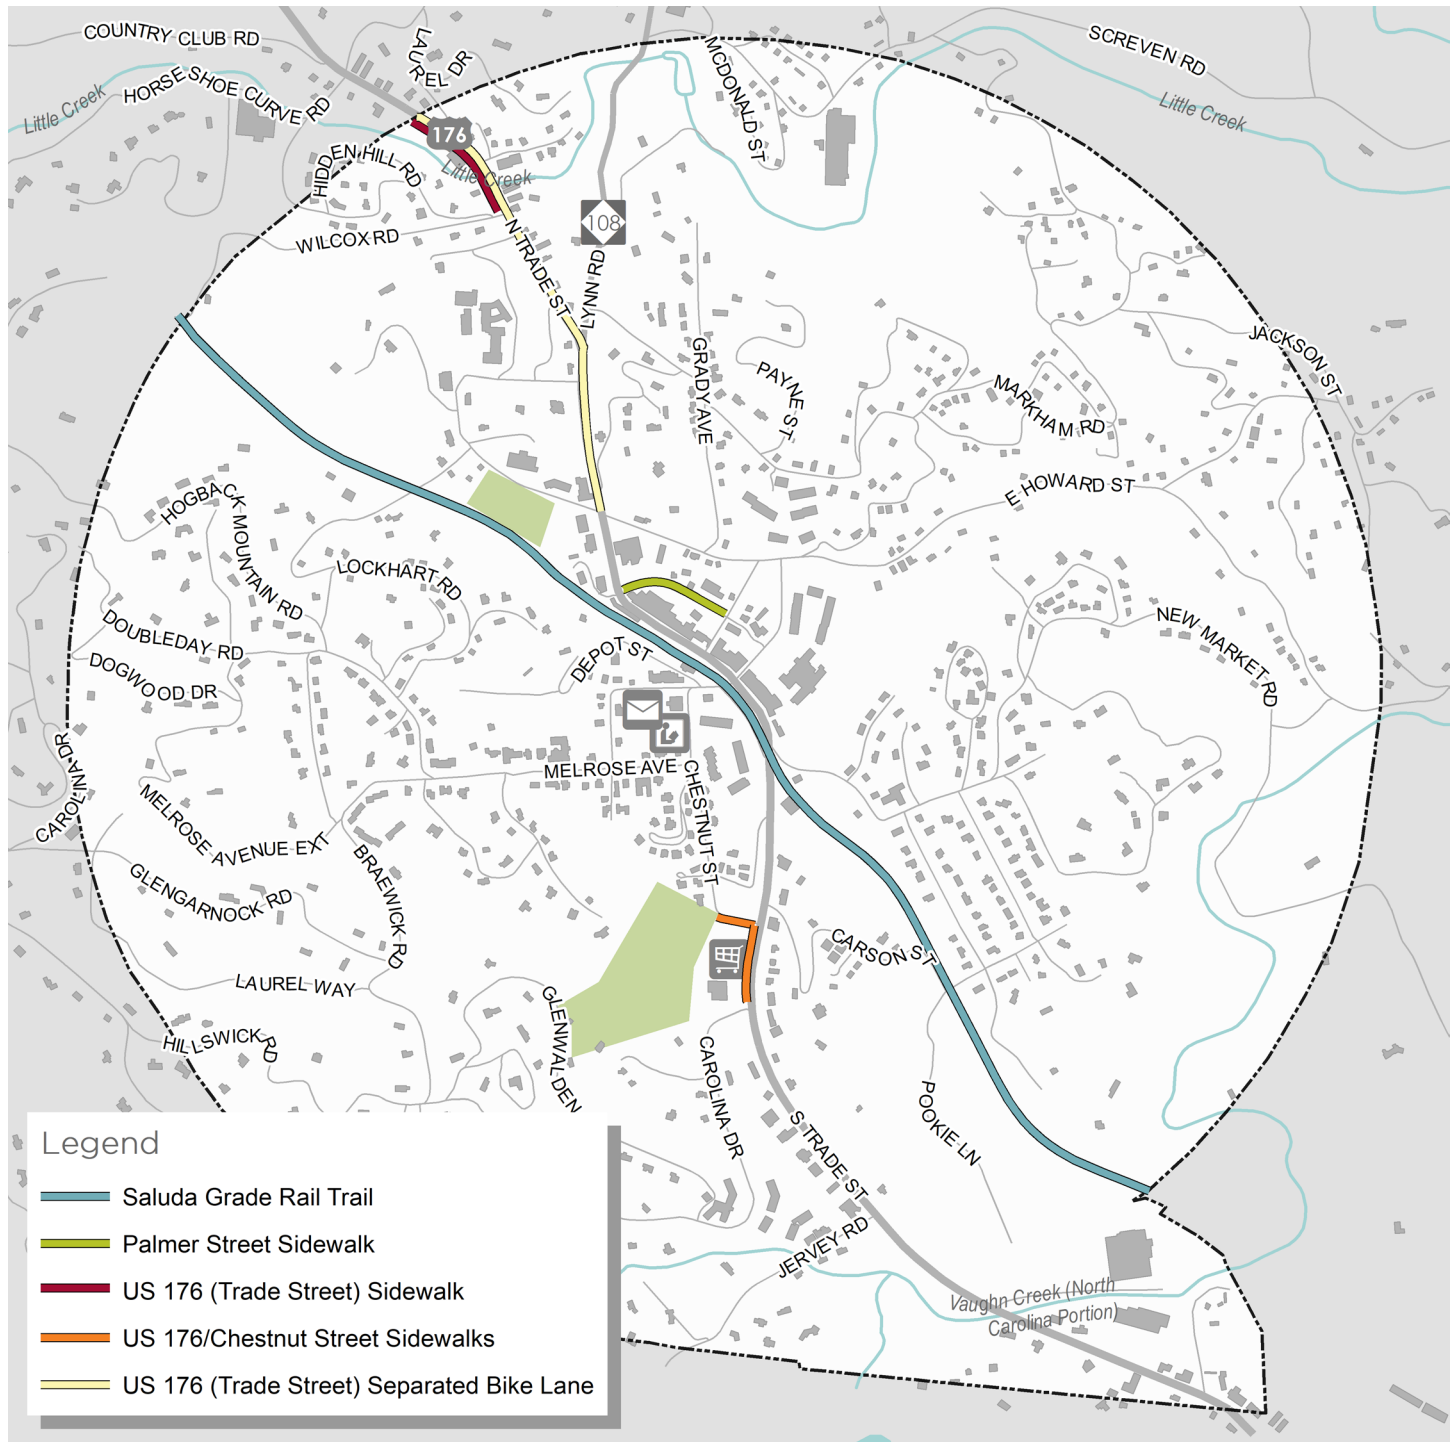 COUNTRY CLUB RD
LAUREL DR
SCREVEN RD
HORSE SHOE CURVE RD
Little Creek
MCDONALD ST
Little Creek
176
HIDDEN HILL RD
Little Creek
108
WILCOX RD
N TRADE ST
LYNN RD
GRADY AVE
PAYNE ST
JACKSON ST
MARKHAM RD
E HOWARD ST
HOGBACK MOUNTAIN RD
LOCKHART RD
DOUBLEDAY RD
DOGWOOD DR
DEPOT ST
NEW MARKET RD
CAROLINA DR
MELROSE AVE
CHESTNUT ST
MELROSE AVENUE EXT
BRAEWICK RD
GLENGARNOCK RD
CARSON ST
LAUREL WAY
GLENWALDEN
HILLSWICK RD
CAROLINA DR
POOKIE LN
S TRADE ST
JERVEY RD
Vaughn Creek (North
Carolina Portion)
Legend
Saluda Grade Rail Trail
Palmer Street Sidewalk
US 176 (Trade Street) Sidewalk
US 176/Chestnut Street Sidewalks
US 176 (Trade Street) Separated Bike Lane